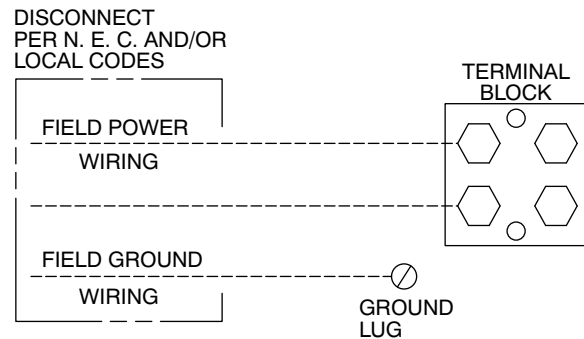 DISCONNECT
PER N. E. C. AND/OR
LOCAL CODES
TERMINAL
BLOCK
FIELD POWER
WIRING
FIELD GROUND
WIRING
GROUND
LUG